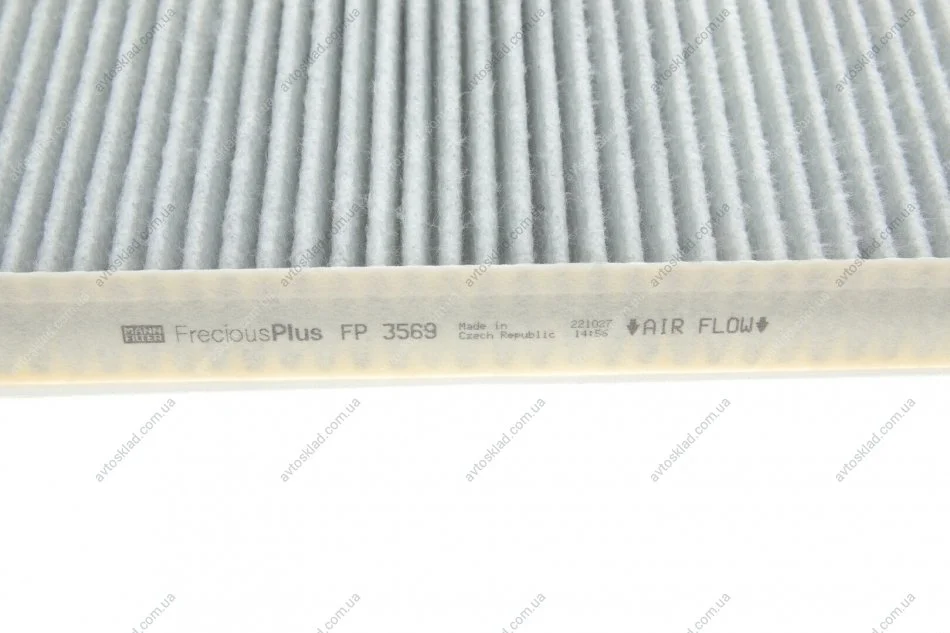 MANN FILTER FreciousPlus FP 3569 Made in Czech Republic 221027 14:56 AIR FLOW
avtosklad.com.ua